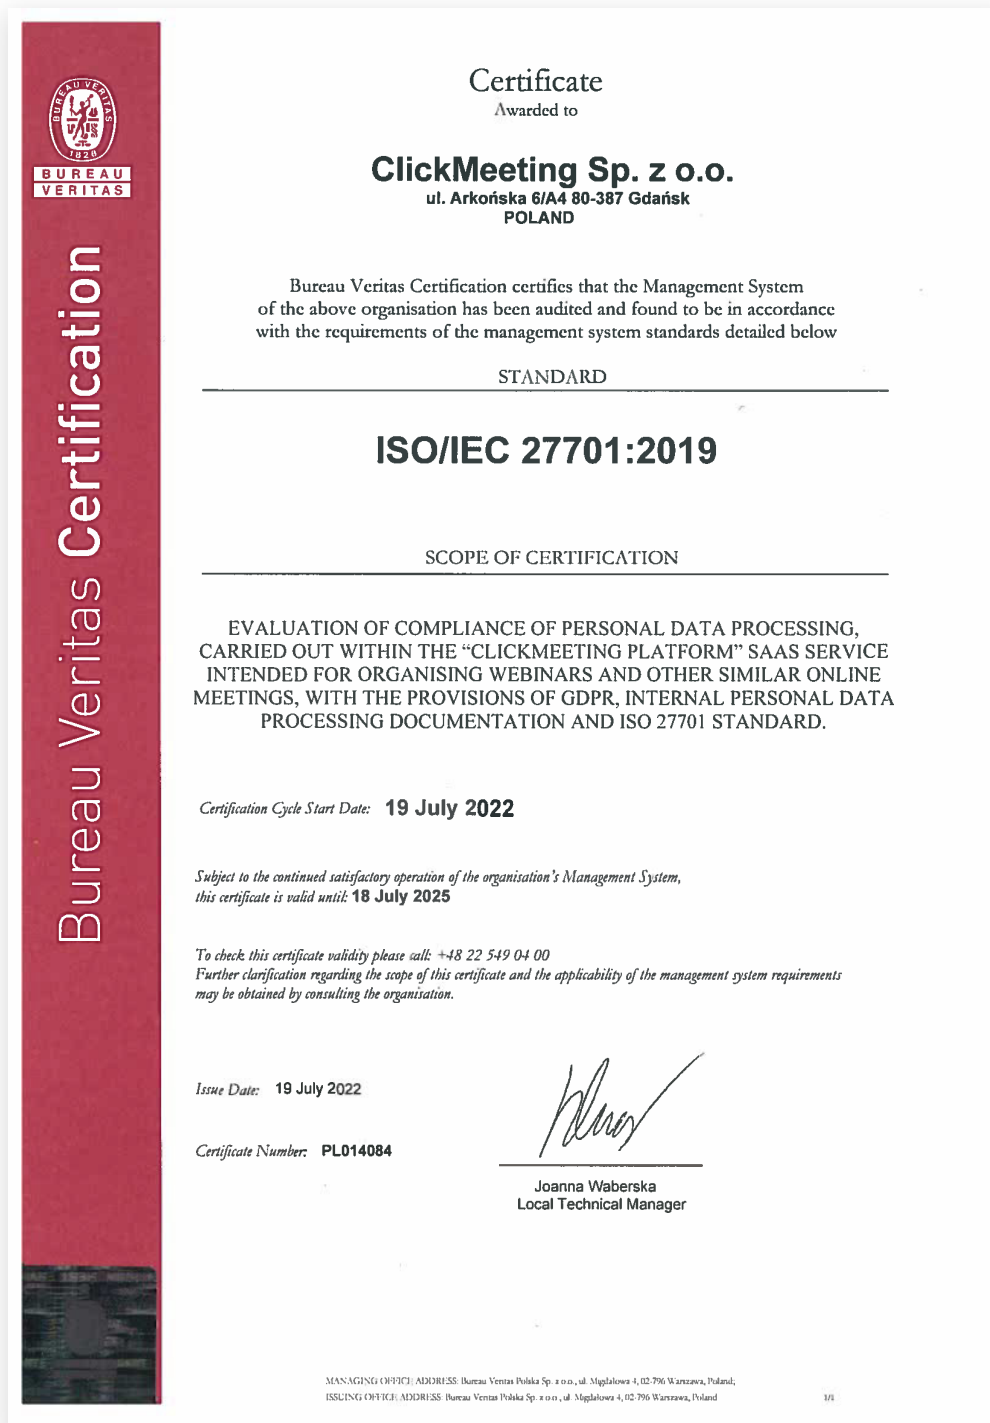 BUREAU VERITAS
1828
BUREAU
VERITAS
Bureau Veritas Certification
Certificate
Awarded to
ClickMeeting Sp. z o.o.
ul. Arkońska 6/A4 80-387 Gdańsk
POLAND
Bureau Veritas Certification certifies that the Management System
of the above organisation has been audited and found to be in accordance
with the requirements of the management system standards detailed below
STANDARD
ISO/IEC 27701:2019
SCOPE OF CERTIFICATION
EVALUATION OF COMPLIANCE OF PERSONAL DATA PROCESSING,
CARRIED OUT WITHIN THE “CLICKMEETING PLATFORM” SAAS SERVICE
INTENDED FOR ORGANISING WEBINARS AND OTHER SIMILAR ONLINE
MEETINGS, WITH THE PROVISIONS OF GDPR, INTERNAL PERSONAL DATA
PROCESSING DOCUMENTATION AND ISO 27701 STANDARD.
Certification Cycle Start Date: 19 July 2022
Subject to the continued satisfactory operation of the organisation's Management System,
this certificate is valid until: 18 July 2025
To check this certificate validity please call: +48 22 549 04 00
Further clarification regarding the scope of this certificate and the applicability of the management system requirements
may be obtained by consulting the organisation.
Issue Date: 19 July 2022
Certificate Number: PL014084
Joanna Waberska
Local Technical Manager
MANAGING OFFICE ADDRESS: Bureau Veritas Polska Sp. z o.o., ul. Migdałowa 4, 02-796 Warszawa, Poland;
ISSUING OFFICE ADDRESS: Bureau Veritas Polska Sp. z o.o., ul. Migdałowa 4, 02-796 Warszawa, Poland
1/1